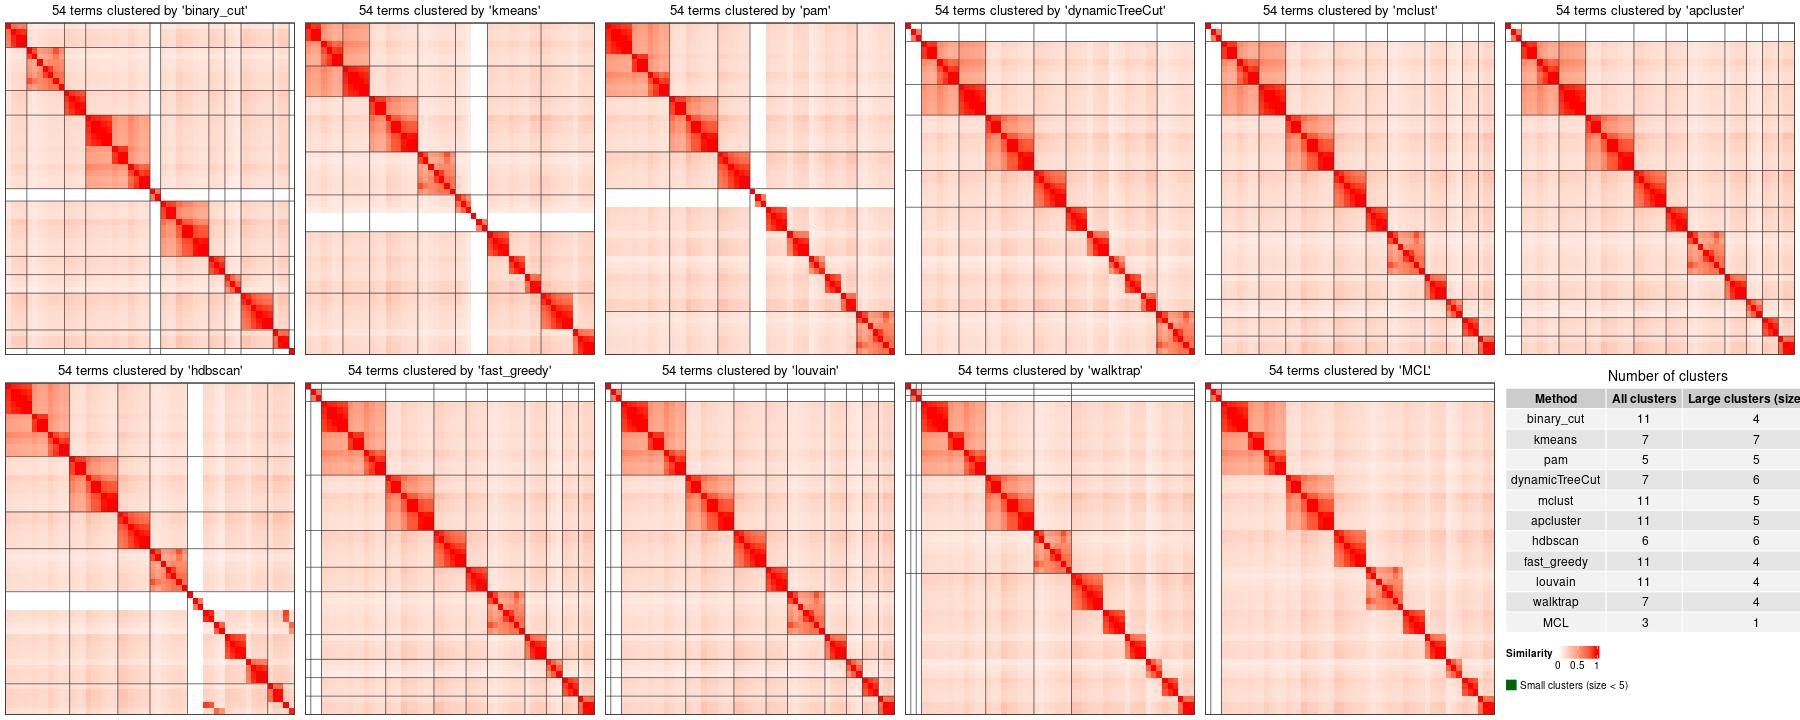 54 terms clustered by 'binary_cut'
54 terms clustered by 'kmeans'
54 terms clustered by 'pam'
54 terms clustered by 'dynamicTreeCut'
54 terms clustered by 'mclust'
54 terms clustered by 'apcluster'
54 terms clustered by 'hdbscan'
54 terms clustered by 'fast_greedy'
54 terms clustered by 'louvain'
54 terms clustered by 'walktrap'
54 terms clustered by 'MCL'
Number of clusters
Method All clusters Large clusters (size
binary_cut 11 4
kmeans 7 7
pam 5 5
dynamicTreeCut 7 6
mclust 11 5
apcluster 11 5
hdbscan 6 6
fast_greedy 11 4
louvain 11 4
walktrap 7 4
MCL 3 1
Similarity
0 0.5 1
Small clusters (size < 5)